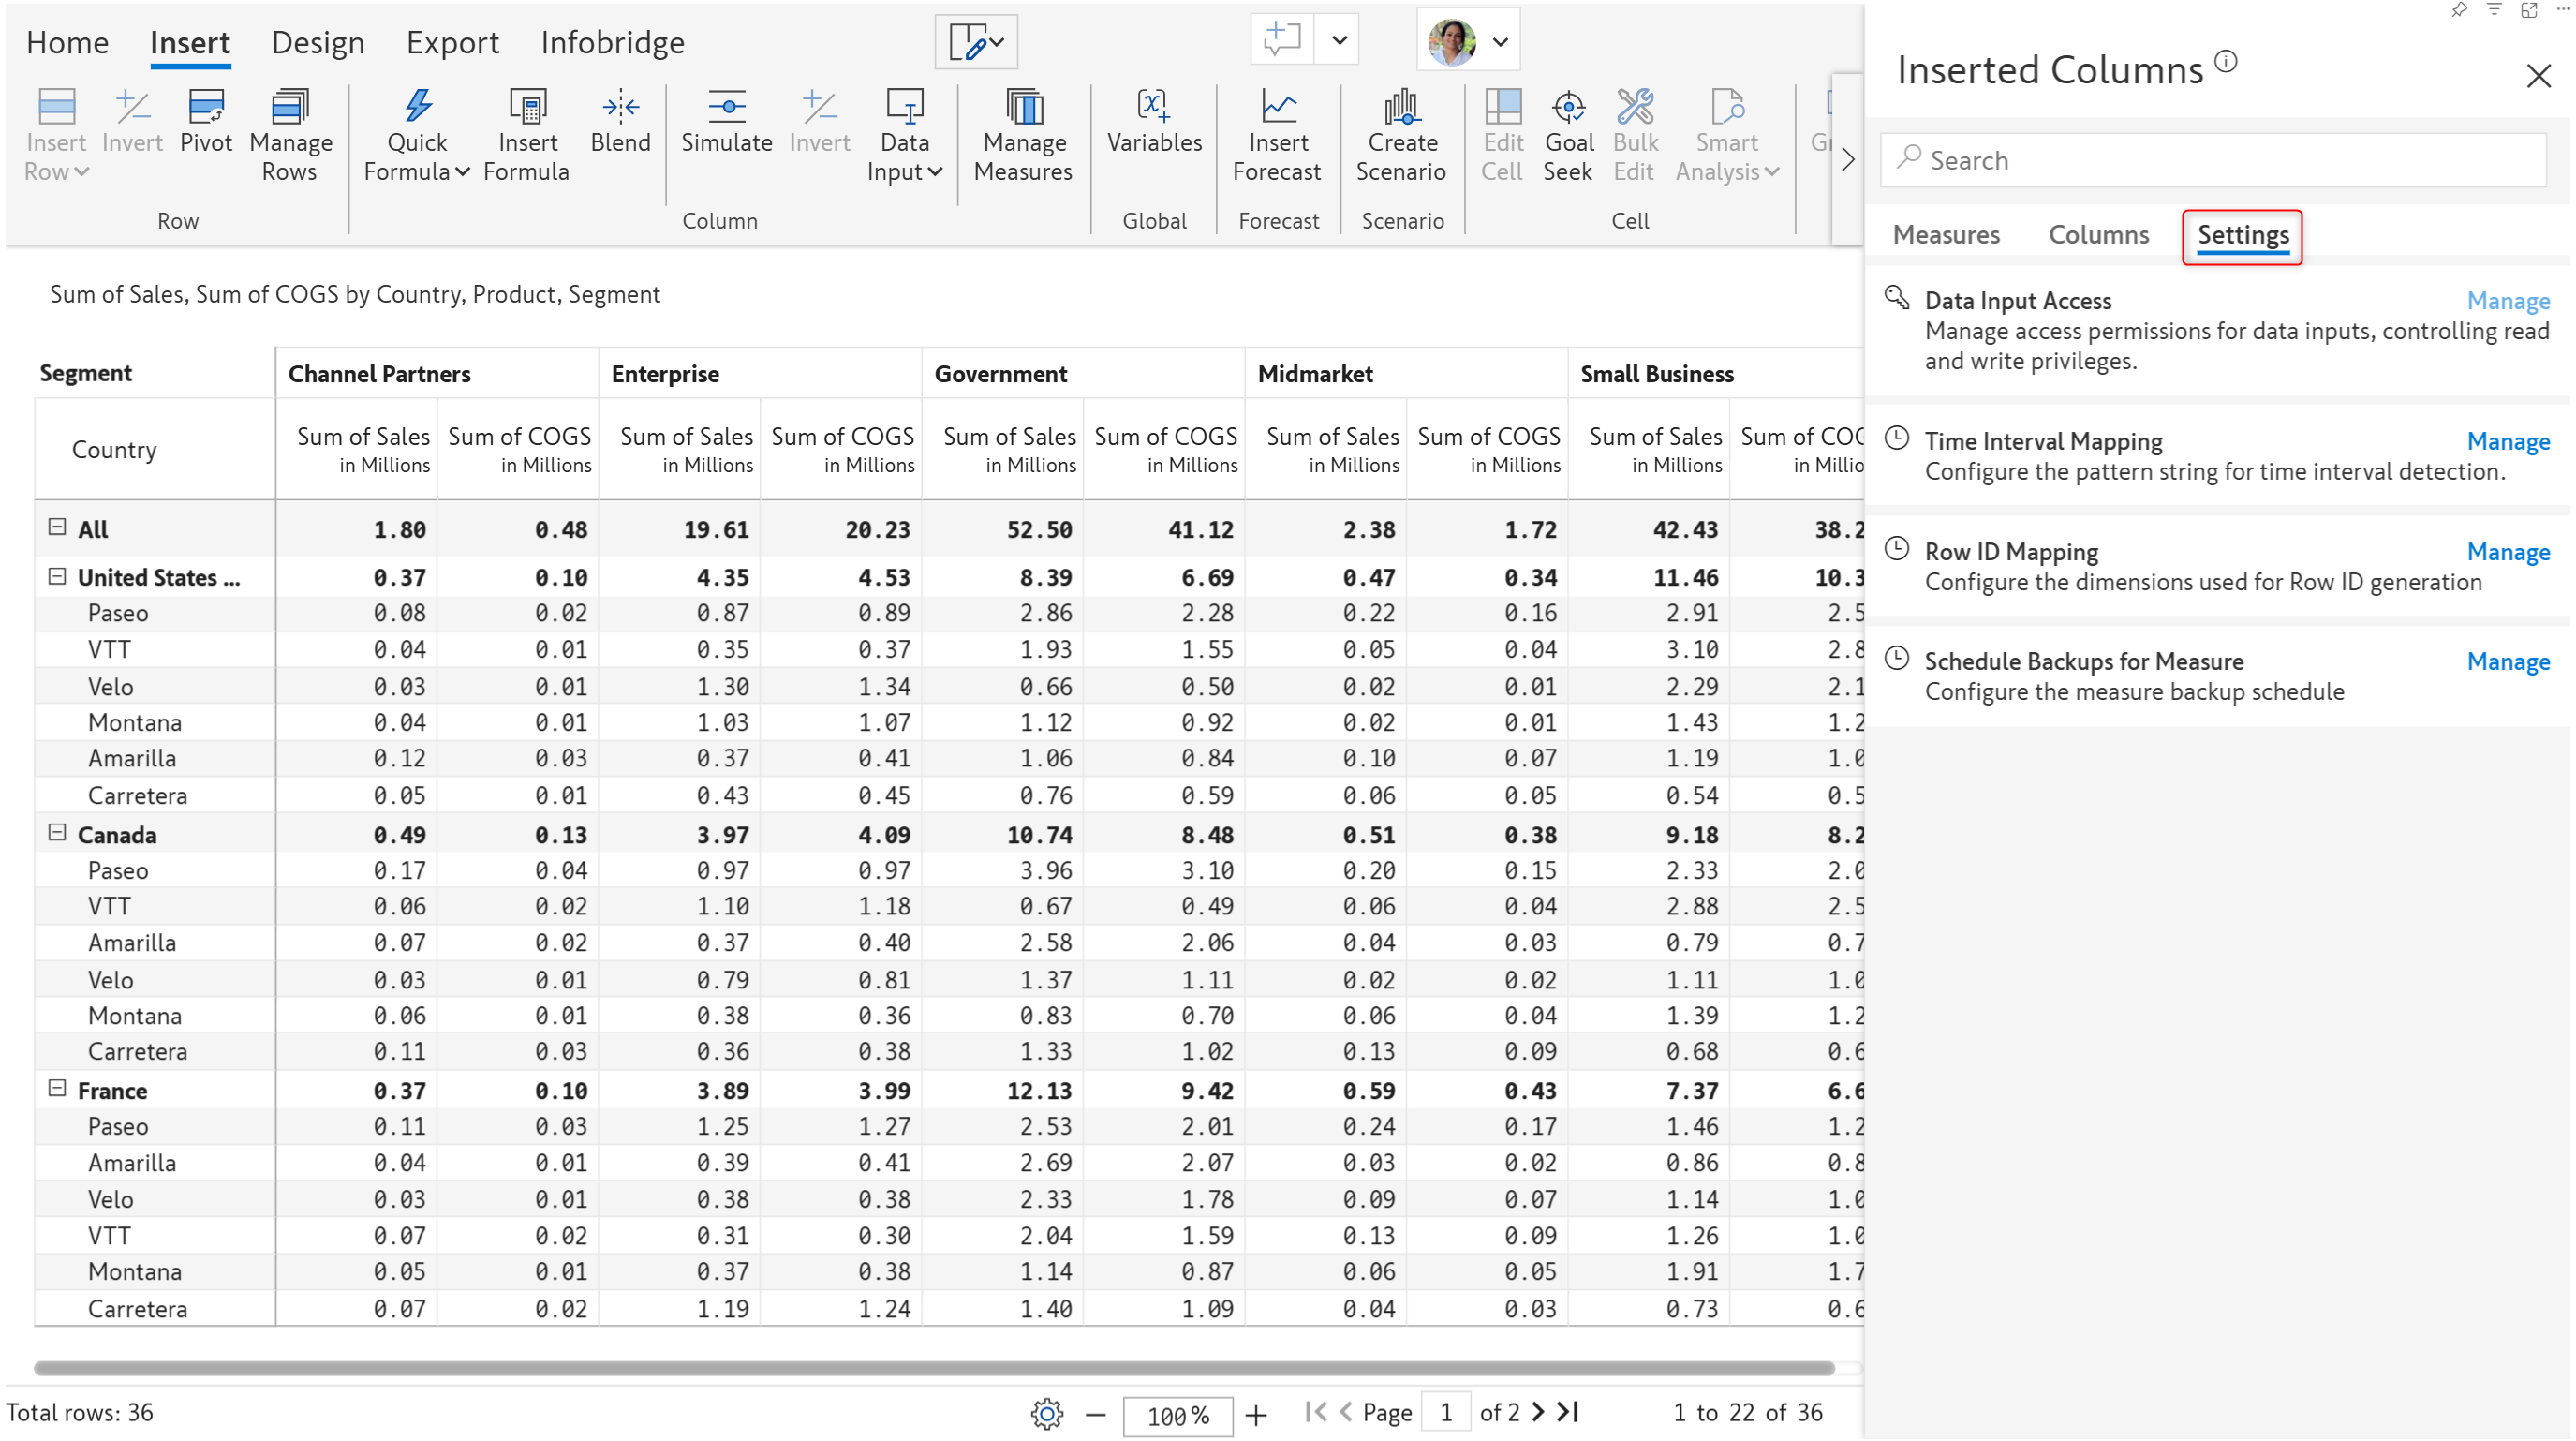 Home Insert Design Export Infobridge
Insert Row Invert Pivot Manage Rows Quick Formula Insert Formula Blend Simulate Invert Data Input Manage Measures Variables Insert Forecast Create Scenario Edit Cell Goal Seek Bulk Edit Smart Analysis
Row Column Global Forecast Scenario Cell
Sum of Sales, Sum of COGS by Country, Product, Segment
Segment Channel Partners Enterprise Government Midmarket Small Business
Country Sum of Sales Sum of COGS Sum of Sales Sum of COGS Sum of Sales Sum of COGS Sum of Sales Sum of COGS Sum of Sales Sum of COG
in Millions in Millions in Millions in Millions in Millions in Millions in Millions in Millions in Millions in Millio
All 1.80 0.48 19.61 20.23 52.50 41.12 2.38 1.72 42.43 38.2
United States ... 0.37 0.10 4.35 4.53 8.39 6.69 0.47 0.34 11.46 10.3
Paseo 0.08 0.02 0.87 0.89 2.86 2.28 0.22 0.16 2.91 2.5
VTT 0.04 0.01 0.35 0.37 1.93 1.55 0.05 0.04 3.10 2.8
Velo 0.03 0.01 1.30 1.34 0.66 0.50 0.02 0.01 2.29 2.1
Montana 0.04 0.01 1.03 1.07 1.12 0.92 0.02 0.01 1.43 1.2
Amarilla 0.12 0.03 0.37 0.41 1.06 0.84 0.10 0.07 1.19 1.0
Carretera 0.05 0.01 0.43 0.45 0.76 0.59 0.06 0.05 0.54 0.5
Canada 0.49 0.13 3.97 4.09 10.74 8.48 0.51 0.38 9.18 8.2
Paseo 0.17 0.04 0.97 0.97 3.96 3.10 0.20 0.15 2.33 2.0
VTT 0.06 0.02 1.10 1.18 0.67 0.49 0.06 0.04 2.88 2.5
Amarilla 0.07 0.02 0.37 0.40 2.58 2.06 0.04 0.03 0.79 0.7
Velo 0.03 0.01 0.79 0.81 1.37 1.11 0.02 0.02 1.11 1.0
Montana 0.06 0.01 0.38 0.36 0.83 0.70 0.06 0.04 1.39 1.2
Carretera 0.11 0.03 0.36 0.38 1.33 1.02 0.13 0.09 0.68 0.6
France 0.37 0.10 3.89 3.99 12.13 9.42 0.59 0.43 7.37 6.6
Paseo 0.11 0.03 1.25 1.27 2.53 2.01 0.24 0.17 1.46 1.2
Amarilla 0.04 0.01 0.39 0.41 2.69 2.07 0.03 0.02 0.86 0.8
Velo 0.03 0.01 0.38 0.38 2.33 1.78 0.09 0.07 1.14 1.0
VTT 0.07 0.02 0.31 0.30 2.04 1.59 0.13 0.09 1.26 1.0
Montana 0.05 0.01 0.37 0.38 1.14 0.87 0.06 0.05 1.91 1.7
Carretera 0.07 0.02 1.19 1.24 1.40 1.09 0.04 0.03 0.73 0.6
Total rows: 36 100% Page 1 of 2 1 to 22 of 36
Inserted Columns
Search
Measures Columns Settings
Data Input Access Manage
Manage access permissions for data inputs, controlling read
and write privileges.
Time Interval Mapping Manage
Configure the pattern string for time interval detection.
Row ID Mapping Manage
Configure the dimensions used for Row ID generation
Schedule Backups for Measure Manage
Configure the measure backup schedule